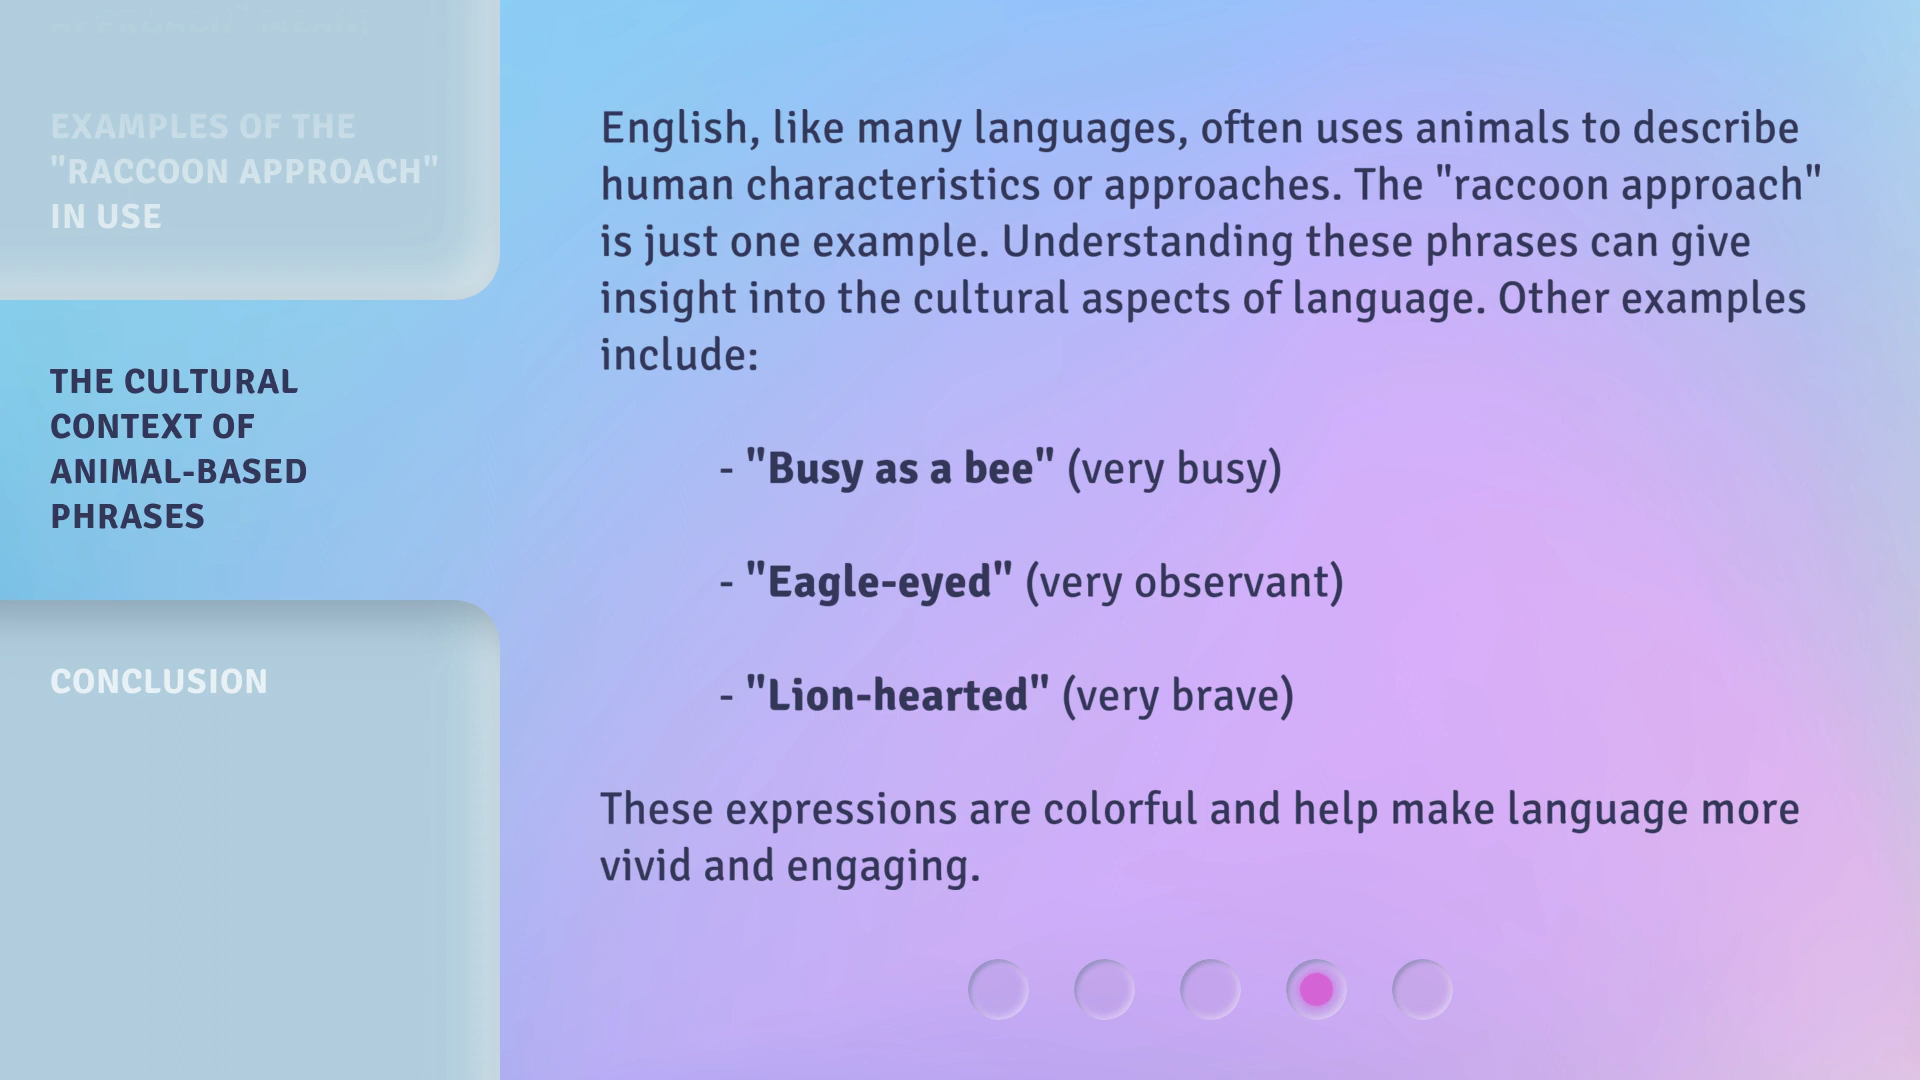 EXAMPLES OF THE
"RACCOON APPROACH"
IN USE
THE CULTURAL
CONTEXT OF
ANIMAL-BASED
PHRASES
CONCLUSION
English, like many languages, often uses animals to describe
human characteristics or approaches. The "raccoon approach"
is just one example. Understanding these phrases can give
insight into the cultural aspects of language. Other examples
include:
- "Busy as a bee" (very busy)
- "Eagle-eyed" (very observant)
- "Lion-hearted" (very brave)
These expressions are colorful and help make language more
vivid and engaging.